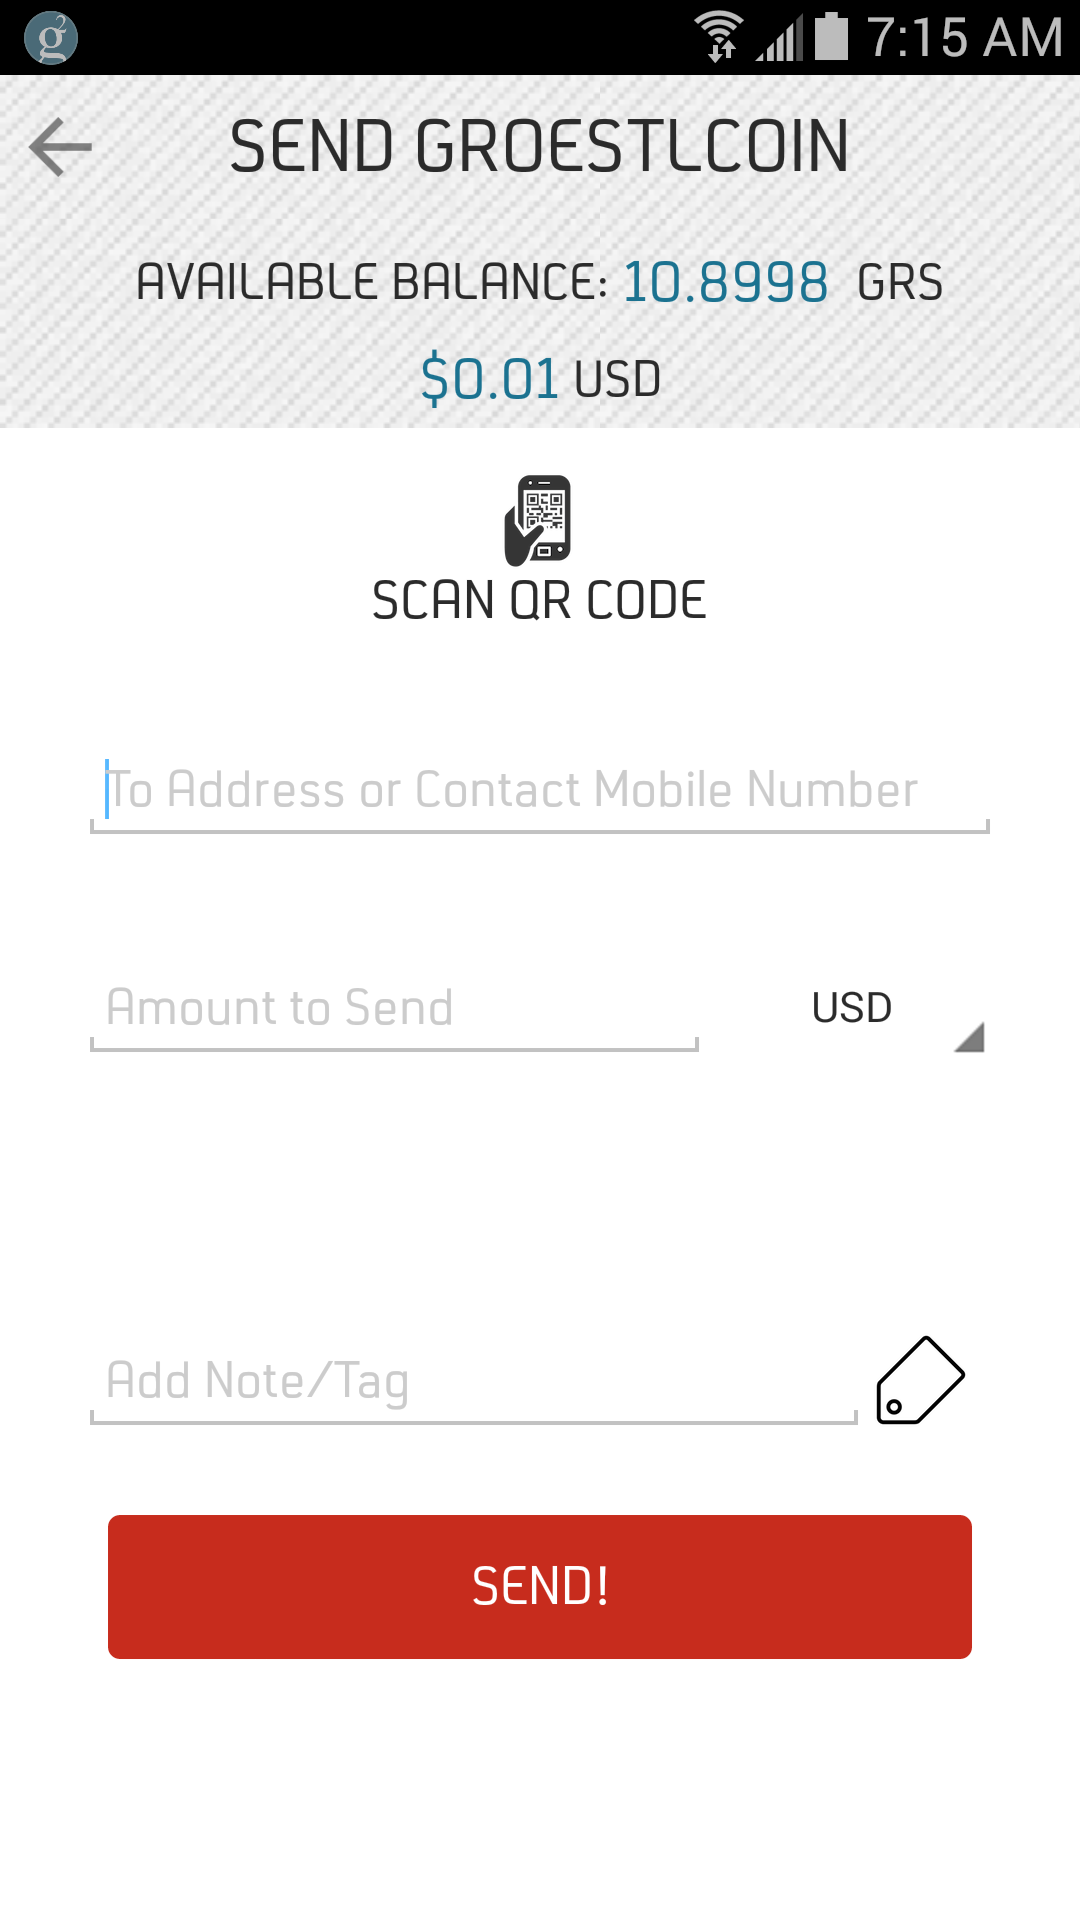 g2
7:15 AM
SEND GROESTLCOIN
AVAILABLE BALANCE: 10.8998 GRS
$0.01 USD
SCAN QR CODE
To Address or Contact Mobile Number
Amount to Send USD
Add Note/Tag
SEND!